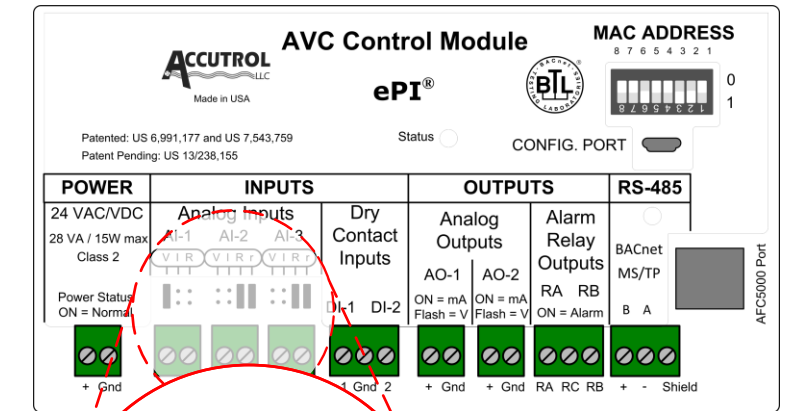 AVC Control Module
MAC ADDRESS
8 7 6 5 4 3 2 1
ACCUTROL
LLC
Made in USA
ePI®
BACnet
BTL®
TESTING LABORATORIES
0
1
8 7 6 5 4 3 2 1
Patented: US 6,991,177 and US 7,543,759
Patent Pending: US 13/238,155
Status
CONFIG. PORT
POWER
INPUTS
OUTPUTS
RS-485
24 VAC/VDC
28 VA / 15W max
Class 2
Power Status
ON = Normal
+ Gnd
Analog Inputs
AI-1 AI-2 AI-3
V I R V I R r V I R r
Dry
Contact
Inputs
DI-1 DI-2
1 Gnd 2
Analog
Outputs
AO-1 AO-2
ON = mA ON = mA
Flash = V Flash = V
+ Gnd + Gnd
Alarm
Relay
Outputs
RA RB
ON = Alarm
RA RC RB
BACnet
MS/TP
B A
+ - Shield
AFC5000 Port